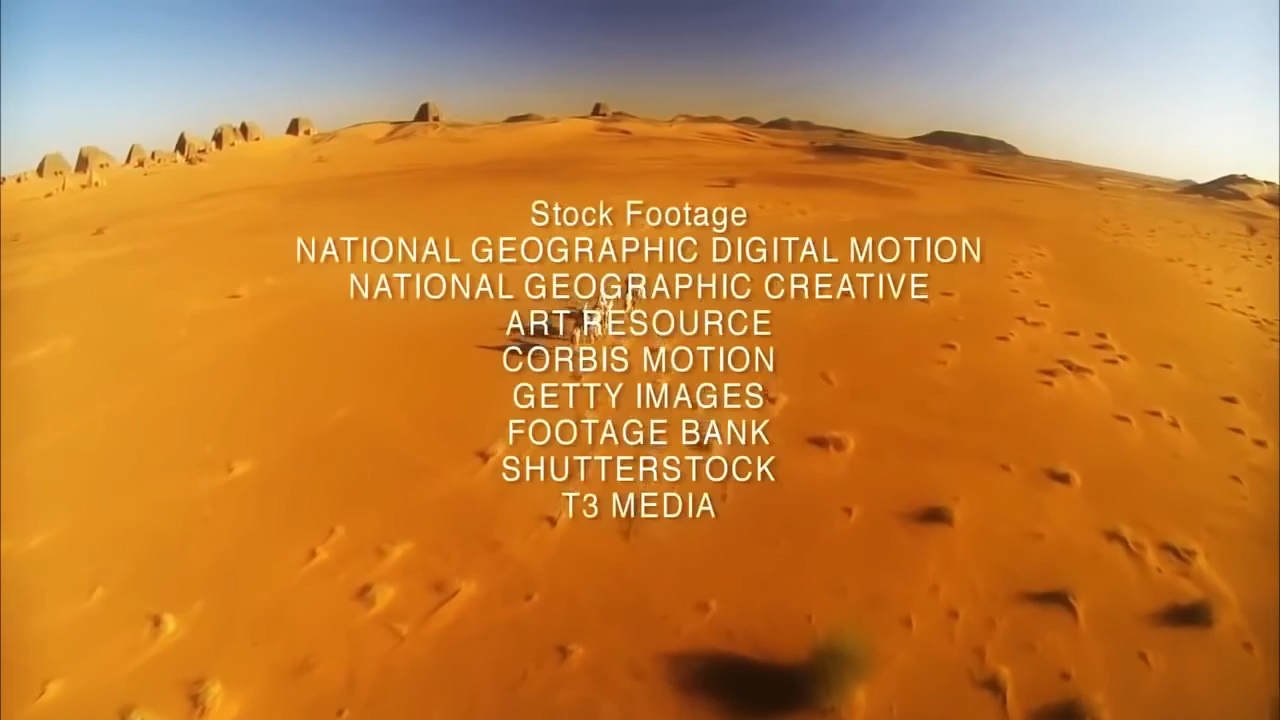 Stock Footage
NATIONAL GEOGRAPHIC DIGITAL MOTION
NATIONAL GEOGRAPHIC CREATIVE
ART RESOURCE
CORBIS MOTION
GETTY IMAGES
FOOTAGE BANK
SHUTTERSTOCK
T3 MEDIA